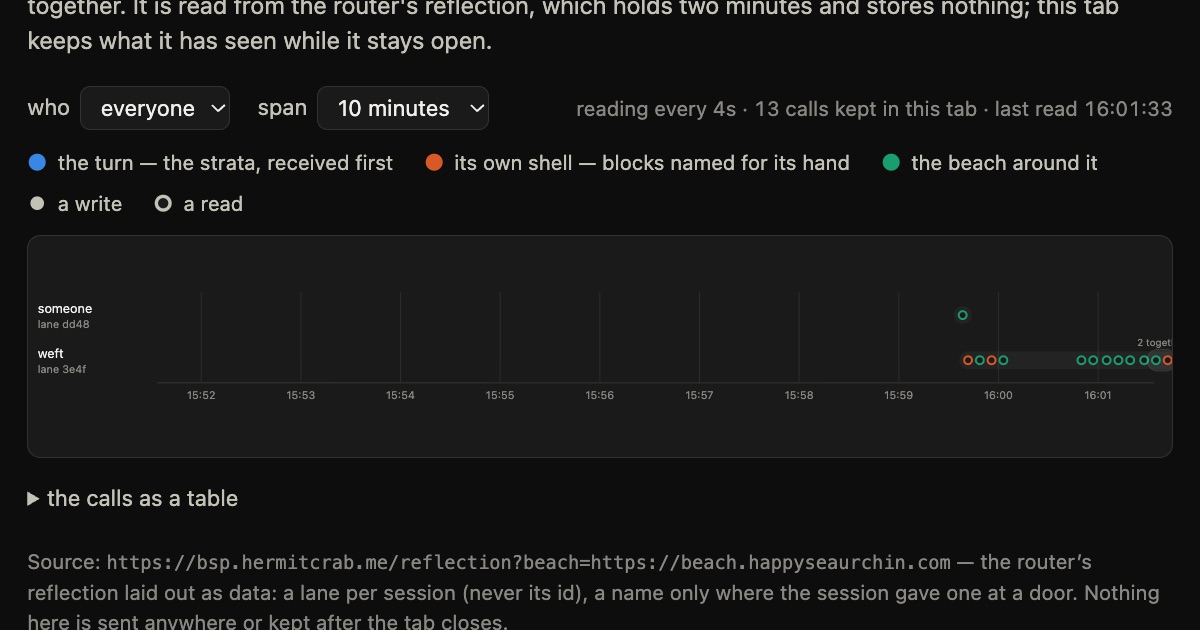 together. It is read from the router's reflection, which holds two minutes and stores nothing; this tab
keeps what it has seen while it stays open.
who everyone span 10 minutes reading every 4s · 13 calls kept in this tab · last read 16:01:33
the turn — the strata, received first its own shell — blocks named for its hand the beach around it
a write a read
someone
lane dd48
2 toget
weft
lane 3e4f
15:52 15:53 15:54 15:55 15:56 15:57 15:58 15:59 16:00 16:01
the calls as a table
Source: https://bsp.hermitcrab.me/reflection?beach=https://beach.happyseaurchin.com — the router’s
reflection laid out as data: a lane per session (never its id), a name only where the session gave one at a door. Nothing
here is sent anywhere or kept after the tab closes.